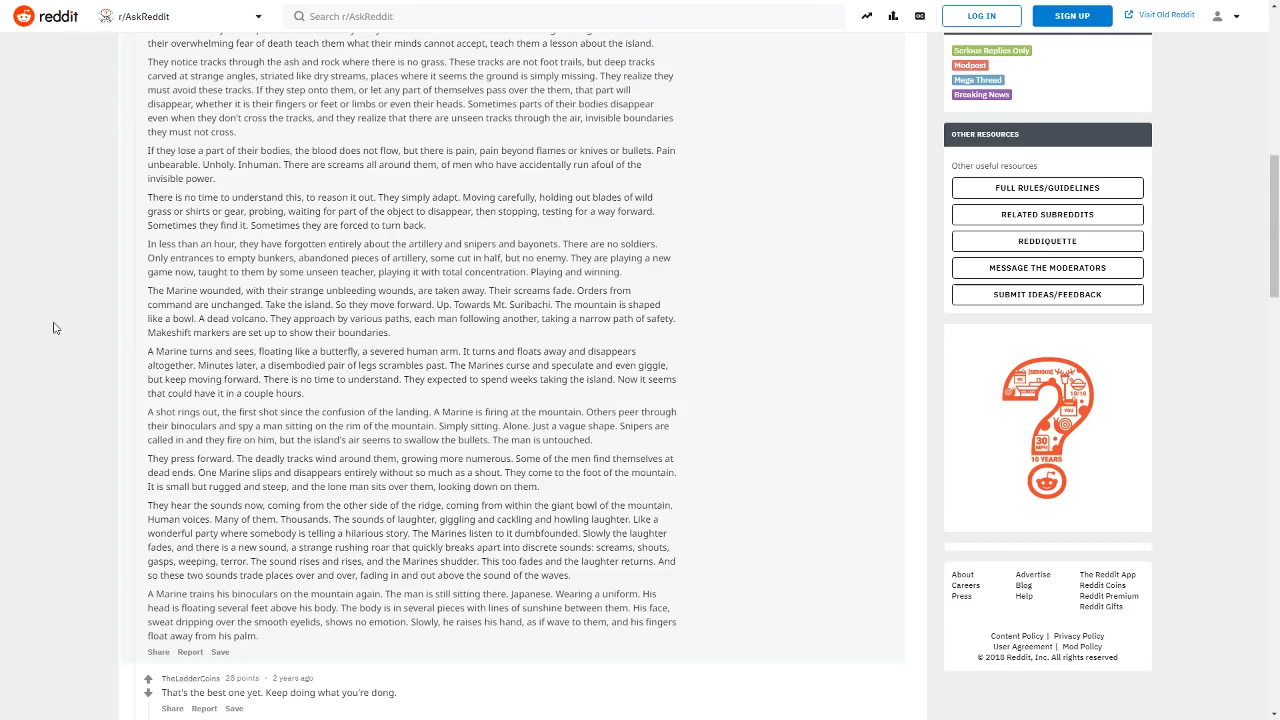 reddit
r/AskReddit
Search r/AskReddit
LOG IN
SIGN UP
Visit Old Reddit
their overwhelming fear of death teach them what their minds cannot accept, teach them a lesson about the island.
They notice tracks through the ash and rock where there is no grass. These tracks are not foot trails, but deep tracks
carved at strange angles, sluiced like dry streams, places where it seems the ground is simply missing. They realize they
must avoid these tracks. If they step onto them, or let any part of themselves pass over the them, that part will
disappear, whether it is their fingers or feet or limbs or even their heads. Sometimes parts of their bodies disappear
even when they don't cross the tracks, and they realize that there are unseen tracks through the air, invisible boundaries
they must not cross.
If they lose a part of their bodies, the blood does not flow, but there is pain, pain beyond flames or knives or bullets. Pain
unbearable. Unholy. Inhuman. There are screams all around them, of men who have accidentally run afoul of the
invisible power.
There is no time to understand this, to reason it out. They simply adapt. Moving carefully, holding out blades of wild
grass or shirts or gear, probing, waiting for part of the object to disappear, then stopping, testing for a way forward.
Sometimes they find it. Sometimes they are forced to turn back.
In less than an hour, they have forgotten entirely about the artillery and snipers and bayonets. There are no soldiers.
Only entrances to empty bunkers, abandoned pieces of artillery, some cut in half, but no enemy. They are playing a new
game now, taught to them by some unseen teacher, playing it with total concentration. Playing and winning.
The Marine wounded, with their strange unbleeding wounds, are taken away. Their screams fade. Orders from
command are unchanged. Take the island. So they move forward. Up. Towards Mt. Suribachi. The mountain is shaped
like a bowl. A dead volcano. They approach by various paths, each man following another, taking a narrow path of safety.
Makeshift markers are set up to show their boundaries.
A Marine turns and sees, floating like a butterfly, a severed human arm. It turns and floats away and disappears
altogether. Minutes later, a disembodied pair of legs scrambles past. The Marines curse and speculate and even giggle,
but keep moving forward. There is no time to understand. They expected to spend weeks taking the island. Now it seems
that could have it in a couple hours.
A shot rings out, the first shot since the confusion of the landing. A Marine is firing at the mountain. Others peer through
their binoculars and spy a man sitting on the rim of the mountain. Simply sitting. Alone. Just a vague shape. Snipers are
called in and they fire on him, but the island's air seems to swallow the bullets. The man is untouched.
They press forward. The deadly tracks wind around them, growing more numerous. Some of the men find themselves at
dead ends. One Marine slips and disappears entirely without so much as a shout. They come to the foot of the mountain.
It is small but rugged and steep, and the lone man sits over them, looking down on them.
They hear the sounds now, coming from the other side of the ridge, coming from within the giant bowl of the mountain.
Human voices. Many of them. Thousands. The sounds of laughter, giggling and cackling and howling laughter. Like a
wonderful party where somebody is telling a hilarious story. The Marines listen to it dumbfounded. Slowly the laughter
fades, and there is a new sound, a strange rushing roar that quickly breaks apart into discrete sounds: screams, shouts,
gasps, weeping, terror. The sound rises and rises, and the Marines shudder. This too fades and the laughter returns. And
so these two sounds trade places over and over, fading in and out above the sound of the waves.
A Marine trains his binoculars on the mountain again. The man is still sitting there. Japanese. Wearing a uniform. His
head is floating several feet above his body. The body is in several pieces with lines of sunshine between them. His face,
sweat dripping over the smooth eyelids, shows no emotion. Slowly, he raises his hand, as if wave to them, and his fingers
float away from his palm.
Share Report Save
TheLadderCoins 28 points · 2 years ago
That's the best one yet. Keep doing what you're dong.
Share Report Save
Serious Replies Only
Modpost
Mega Thread
Breaking News
OTHER RESOURCES
Other useful resources
FULL RULES/GUIDELINES
RELATED SUBREDDITS
REDDIQUETTE
MESSAGE THE MODERATORS
SUBMIT IDEAS/FEEDBACK
[SERIOUS]
10/10
YOU
30
MPH
10 YEARS
About Advertise The Reddit App
Careers Blog Reddit Coins
Press Help Reddit Premium
Reddit Gifts
Content Policy | Privacy Policy
User Agreement | Mod Policy
© 2018 Reddit, Inc. All rights reserved